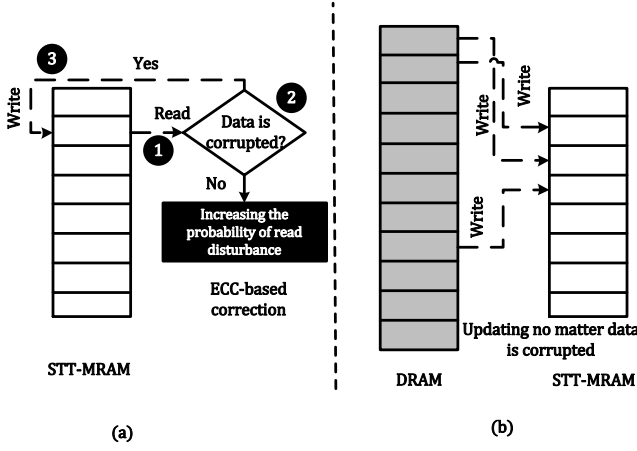 3
Yes
Write
Read
2
Data is
corrupted?
1
No
Increasing the
probability of read
disturbance
ECC-based
correction
STT-MRAM
(a)
Write
Write
Write
Updating no matter data
is corrupted
DRAM
STT-MRAM
(b)